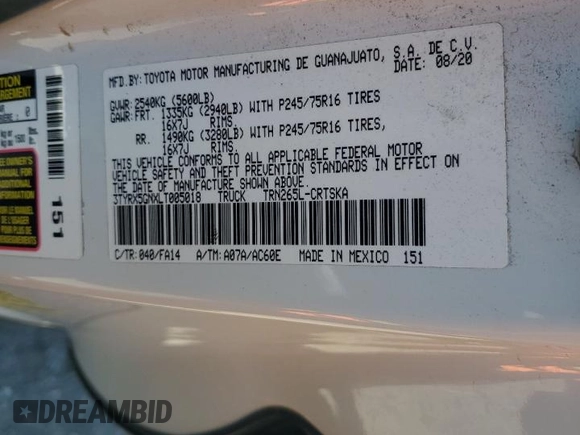 MFD.BY: TOYOTA MOTOR MANUFACTURING DE GUANAJUATO, S.A. DE C.V.
DATE: 08/20
GVWR: 2540KG (5600LB)
GAWR: FRT. 1335KG (2940LB) WITH P245/75R16 TIRES
16X7J RIMS,
RR. 1490KG (3280LB) WITH P245/75R16 TIRES,
16X7J RIMS.
THIS VEHICLE CONFORMS TO ALL APPLICABLE FEDERAL MOTOR
VEHICLE SAFETY AND THEFT PREVENTION STANDARDS IN EFFECT ON
THE DATE OF MANUFACTURE SHOWN ABOVE.
3TYRX5GNXLT005018 TRUCK TRN265L-CRTSKA
C/TR: 040/FA14 A/TM: A07A/AC60E MADE IN MEXICO 151
151
DREAMBID